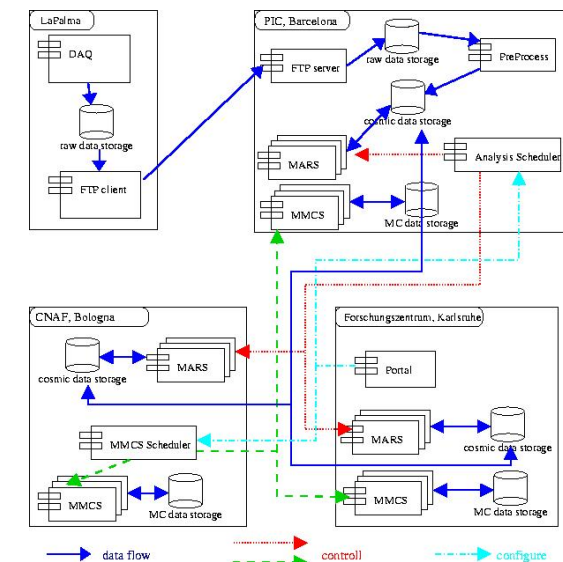 LaPalma
DAQ
raw data storage
FTP client
PIC, Barcelona
FTP server
raw data storage
PreProcess
cosmic data storage
MARS
Analysis Scheduler
MMCS
MC data storage
CNAF, Bologna
MARS
cosmic data storage
MMCS Scheduler
MMCS
MC data storage
Forschungszentrum, Karlsruhe
Portal
MARS
cosmic data storage
MMCS
MC data storage
data flow
controll
configure